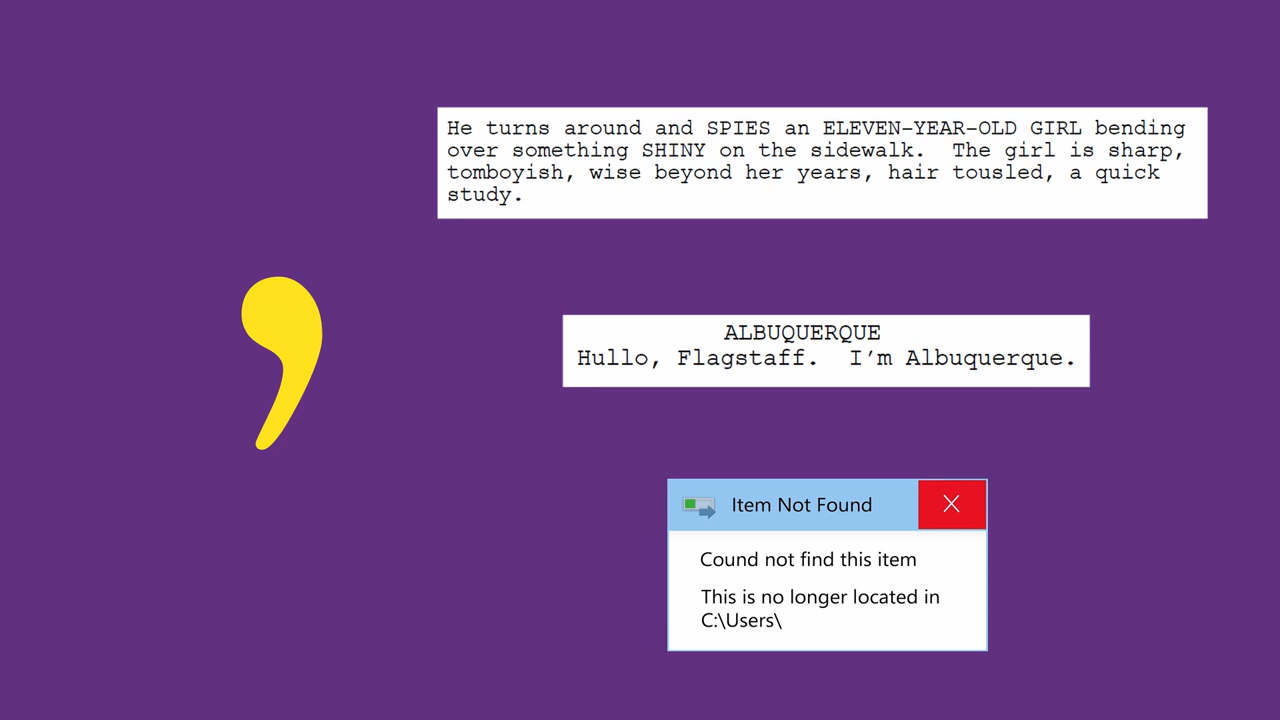 ,
He turns around and SPIES an ELEVEN-YEAR-OLD GIRL bending
over something SHINY on the sidewalk.  The girl is sharp,
tomboyish, wise beyond her years, hair tousled, a quick
study.
ALBUQUERQUE
Hullo, Flagstaff.  I’m Albuquerque.
Item Not Found
Cound not find this item
This is no longer located in
C:\Users\